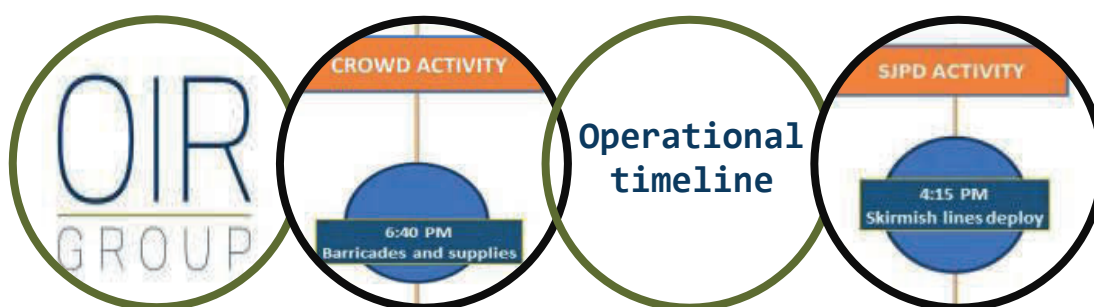 OIR
GROUP
CROWD ACTIVITY
6:40 PM
Barricades and supplies
Operational
timeline
SJPD ACTIVITY
4:15 PM
Skirmish lines deploy